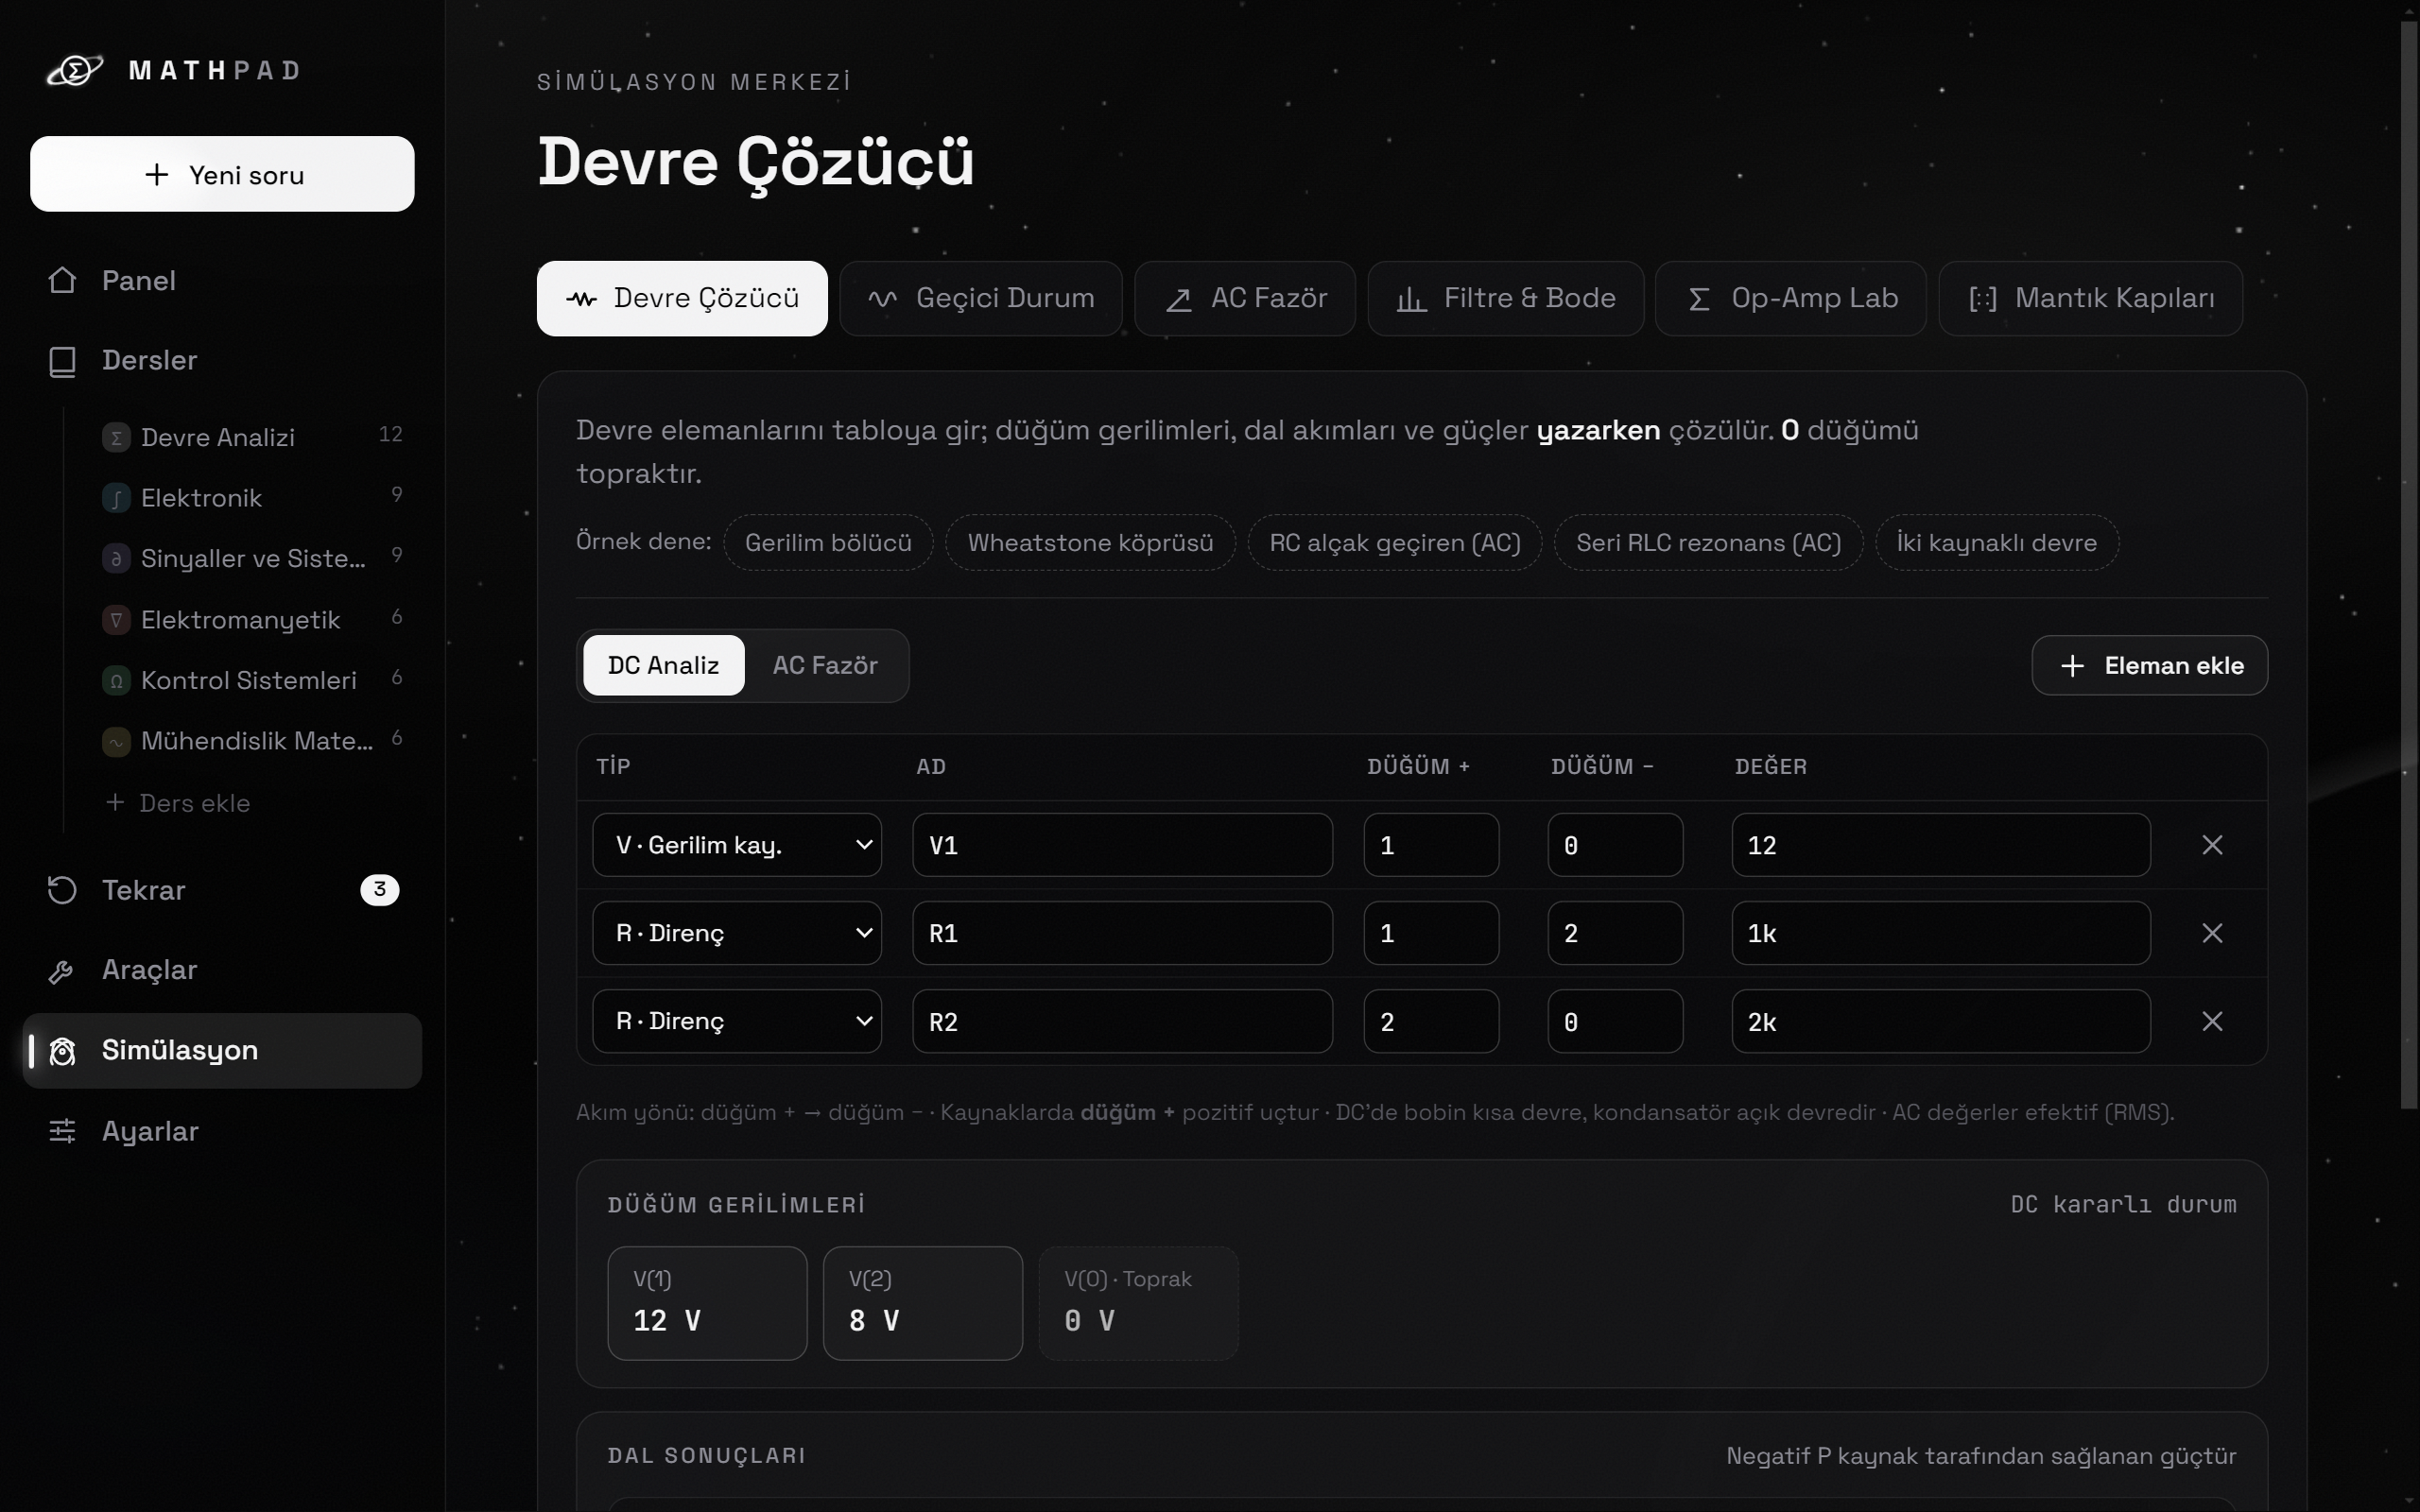 MATHPAD
Yeni soru
Panel
Dersler
Σ Devre Analizi 12
∫ Elektronik 9
∂ Sinyaller ve Siste... 9
∇ Elektromanyetik 6
Ω Kontrol Sistemleri 6
~ Mühendislik Mate... 6
+ Ders ekle
Tekrar 3
Araçlar
Simülasyon
Ayarlar
SİMÜLASYON MERKEZİ
Devre Çözücü
Devre Çözücü
Geçici Durum
AC Fazör
Filtre & Bode
Σ Op-Amp Lab
Mantık Kapıları
Devre elemanlarını tabloya gir; düğüm gerilimleri, dal akımları ve güçler yazarken çözülür. 0 düğümü
topraktır.
Örnek dene: Gerilim bölücü Wheatstone köprüsü RC alçak geçiren (AC) Seri RLC rezonans (AC) İki kaynaklı devre
DC Analiz AC Fazör
+ Eleman ekle
TİP AD DÜĞÜM + DÜĞÜM − DEĞER
V · Gerilim kay. V1 1 0 12
R · Direnç R1 1 2 1k
R · Direnç R2 2 0 2k
Akım yönü: düğüm + → düğüm − · Kaynaklarda düğüm + pozitif uçtur · DC’de bobin kısa devre, kondansatör açık devredir · AC değerler efektif (RMS).
DÜĞÜM GERİLİMLERİ DC kararlı durum
V(1) V(2) V(0) · Toprak
12 V 8 V 0 V
DAL SONUÇLARI Negatif P kaynak tarafından sağlanan güçtür